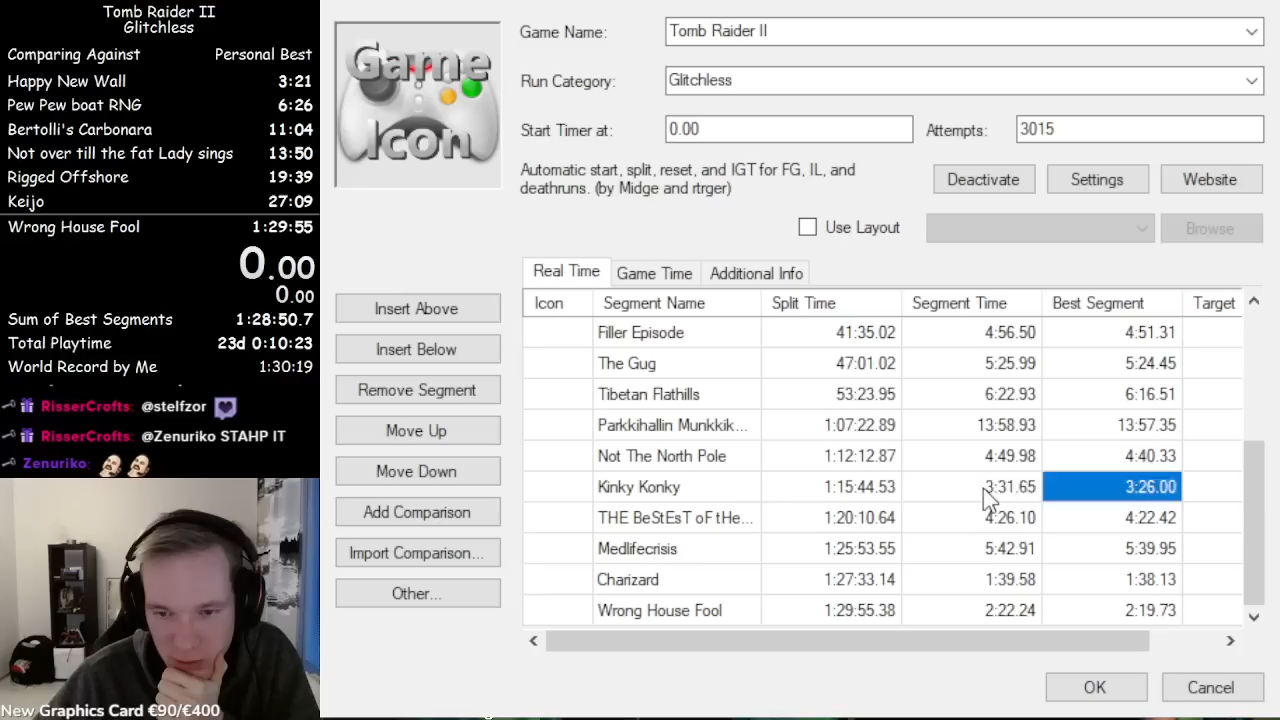 Tomb Raider II
Glitchless
Comparing Against Personal Best
Happy New Wall 3:21
Pew Pew boat RNG 6:26
Bertolli's Carbonara 11:04
Not over till the fat Lady sings 13:50
Rigged Offshore 19:39
Keijo 27:09
Wrong House Fool 1:29:55
0.00
0.00
Sum of Best Segments 1:28:50.7
Total Playtime 23d 0:10:23
World Record by Me 1:30:19
RisserCrofts: @stelfzor
RisserCrofts: @Zenuriko STAHP IT
Zenuriko:
New Graphics Card €90/€400
Game Icon
Game Name: Tomb Raider II
Run Category: Glitchless
Start Timer at: 0.00 Attempts: 3015
Automatic start, split, reset, and IGT for FG, IL, and
deathruns. (by Midge and rtrger)
Deactivate Settings Website
Use Layout Browse
Real Time Game Time Additional Info
Insert Above
Insert Below
Remove Segment
Move Up
Move Down
Add Comparison
Import Comparison...
Other...
Icon Segment Name Split Time Segment Time Best Segment Target
Filler Episode 41:35.02 4:56.50 4:51.31
The Gug 47:01.02 5:25.99 5:24.45
Tibetan Flathills 53:23.95 6:22.93 6:16.51
Parkkihallin Munkkik... 1:07:22.89 13:58.93 13:57.35
Not The North Pole 1:12:12.87 4:49.98 4:40.33
Kinky Konky 1:15:44.53 3:31.65 3:26.00
THE BeStEsT oF tHe... 1:20:10.64 4:26.10 4:22.42
Medlifecrisis 1:25:53.55 5:42.91 5:39.95
Charizard 1:27:33.14 1:39.58 1:38.13
Wrong House Fool 1:29:55.38 2:22.24 2:19.73
OK Cancel